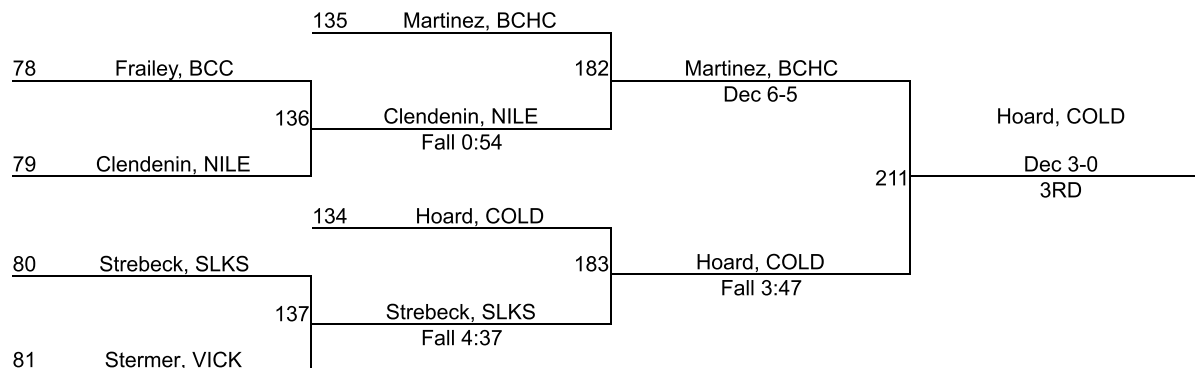 135 Martinez, BCHC
78 Frailey, BCC
182 Martinez, BCHC
Dec 6-5
136 Clendenin, NILE
Fall 0:54
Hoard, COLD
79 Clendenin, NILE
211 Dec 3-0
3RD
134 Hoard, COLD
80 Strebeck, SLKS
183 Hoard, COLD
Fall 3:47
137 Strebeck, SLKS
Fall 4:37
81 Stermer, VICK